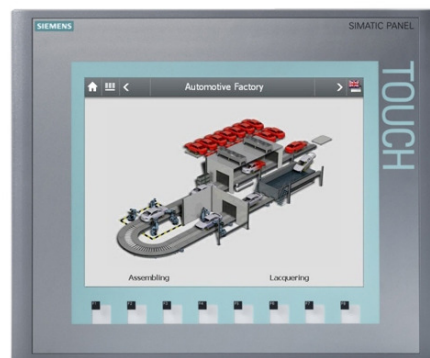 SIEMENS
SIMATIC PANEL
TOUCH
Automotive Factory
Assembling
Lacquering